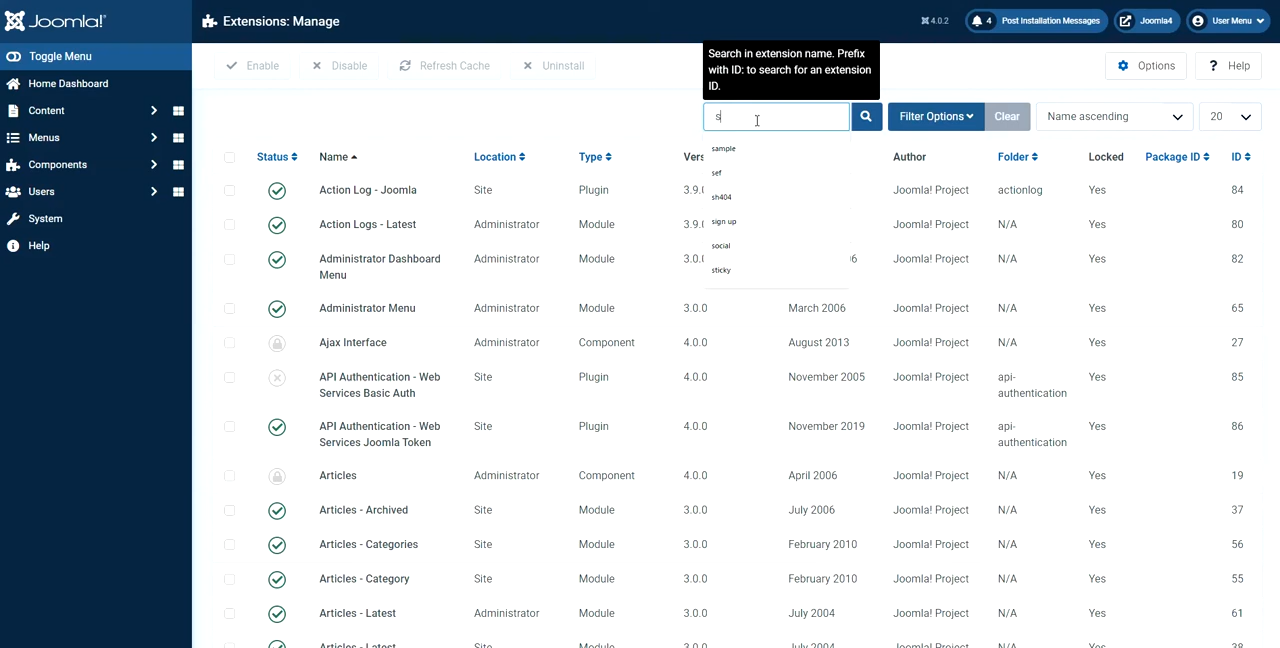 Joomla!
Extensions: Manage
4.0.2
4 Post Installation Messages
Joomla4
User Menu
Toggle Menu
Home Dashboard
Content
Menus
Components
Users
System
Help
Enable
Disable
Refresh Cache
Uninstall
Search in extension name. Prefix
with ID: to search for an extension
ID.
Options
? Help
s
Filter Options
Clear
Name ascending
20
sample
sef
sh404
sign up
social
sticky
Status Name Location Type Author Folder Locked Package ID ID
Action Log - Joomla Site Plugin Joomla! Project actionlog Yes 84
Action Logs - Latest Administrator Module Joomla! Project N/A Yes 80
Administrator Dashboard
Menu Administrator Module Joomla! Project N/A Yes 82
Administrator Menu Administrator Module 3.0.0 March 2006 Joomla! Project N/A Yes 65
Ajax Interface Administrator Component 4.0.0 August 2013 Joomla! Project N/A Yes 27
API Authentication - Web
Services Basic Auth Site Plugin 4.0.0 November 2005 Joomla! Project api-
authentication Yes 85
API Authentication - Web
Services Joomla Token Site Plugin 4.0.0 November 2019 Joomla! Project api-
authentication Yes 86
Articles Administrator Component 4.0.0 April 2006 Joomla! Project N/A Yes 19
Articles - Archived Site Module 3.0.0 July 2006 Joomla! Project N/A Yes 37
Articles - Categories Site Module 3.0.0 February 2010 Joomla! Project N/A Yes 56
Articles - Category Site Module 3.0.0 February 2010 Joomla! Project N/A Yes 55
Articles - Latest Administrator Module 3.0.0 July 2004 Joomla! Project N/A Yes 61